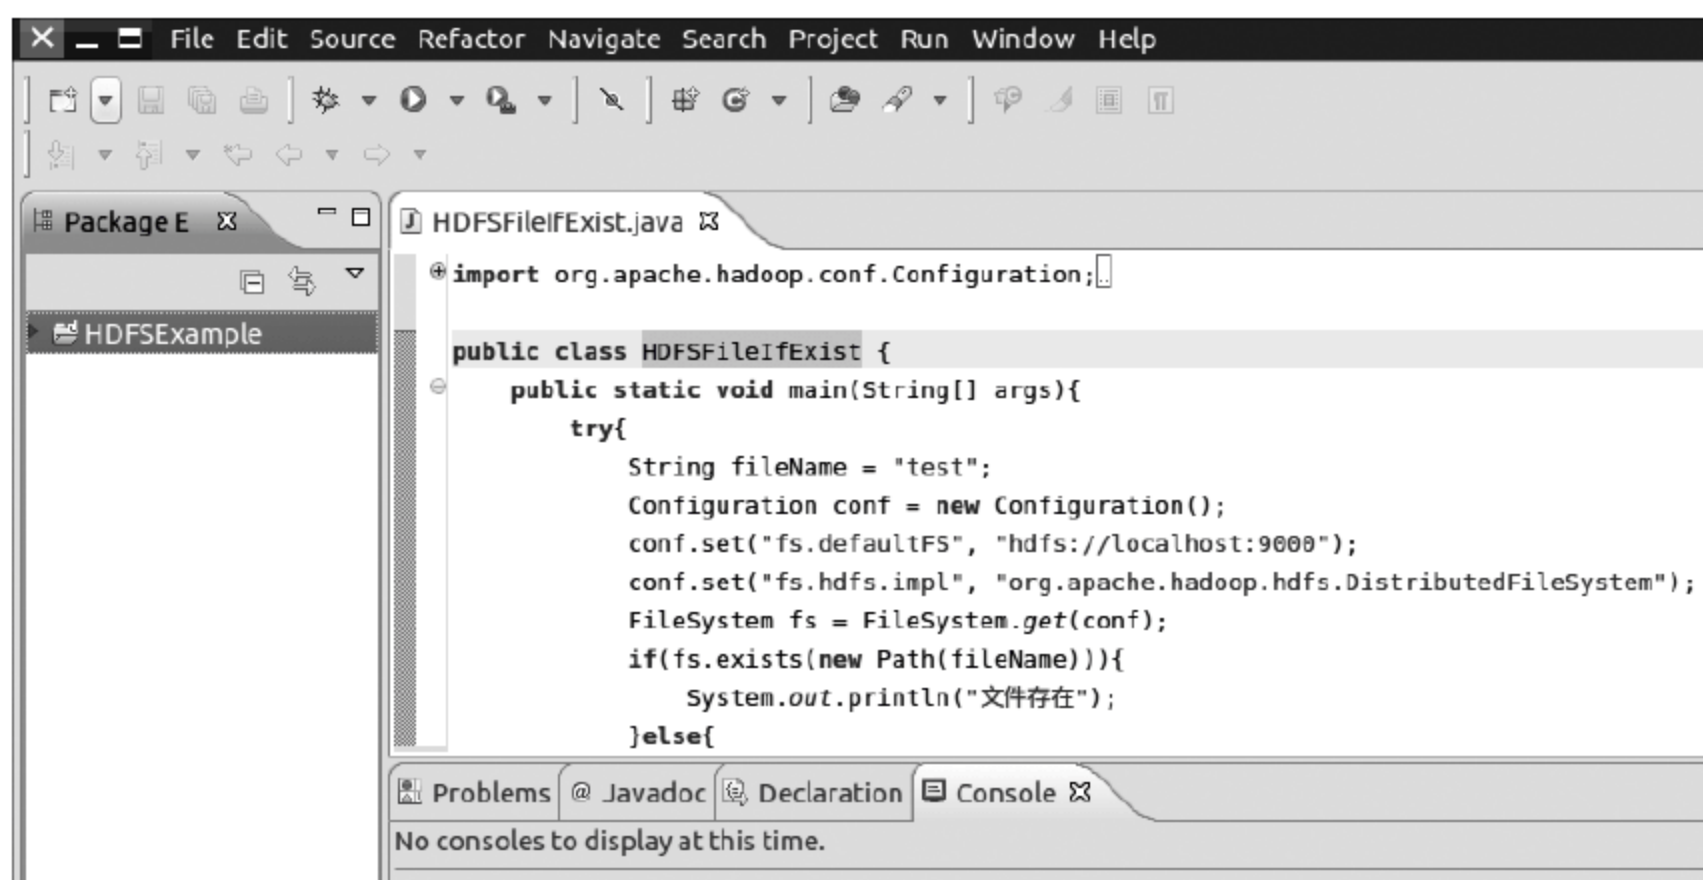 File Edit Source Refactor Navigate Search Project Run Window Help
Package E
HDFSFileIfExist.java
import org.apache.hadoop.conf.Configuration;
HDFSExample
public class HDFSFileIfExist {
public static void main(String[] args){
try{
String fileName = "test";
Configuration conf = new Configuration();
conf.set("fs.defaultFS", "hdfs://localhost:9000");
conf.set("fs.hdfs.impl", "org.apache.hadoop.hdfs.DistributedFileSystem");
FileSystem fs = FileSystem.get(conf);
if(fs.exists(new Path(fileName))){
System.out.println("文件存在");
}else{
Problems @ Javadoc Declaration Console
No consoles to display at this time.